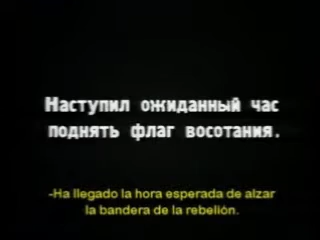 Наступил ожиданный час
поднять флаг восотания.
-Ha llegado la hora esperada de alzar
la bandera de la rebelión.